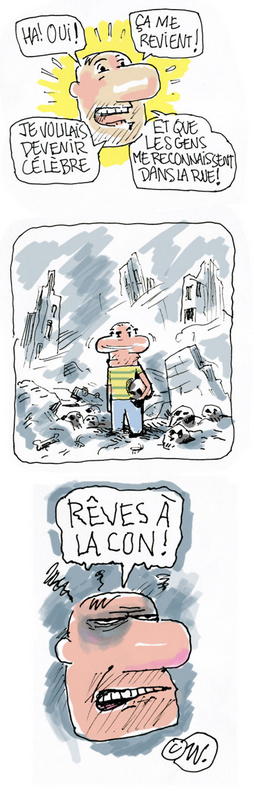 HA! OUI!
ÇA ME
REVIENT!
JE VOULAIS
DEVENIR
CÉLÈBRE
ET QUE
LES GENS
ME RECONNAISSENT
DANS LA RUE!
RÊVES À
LA CON!
©W.